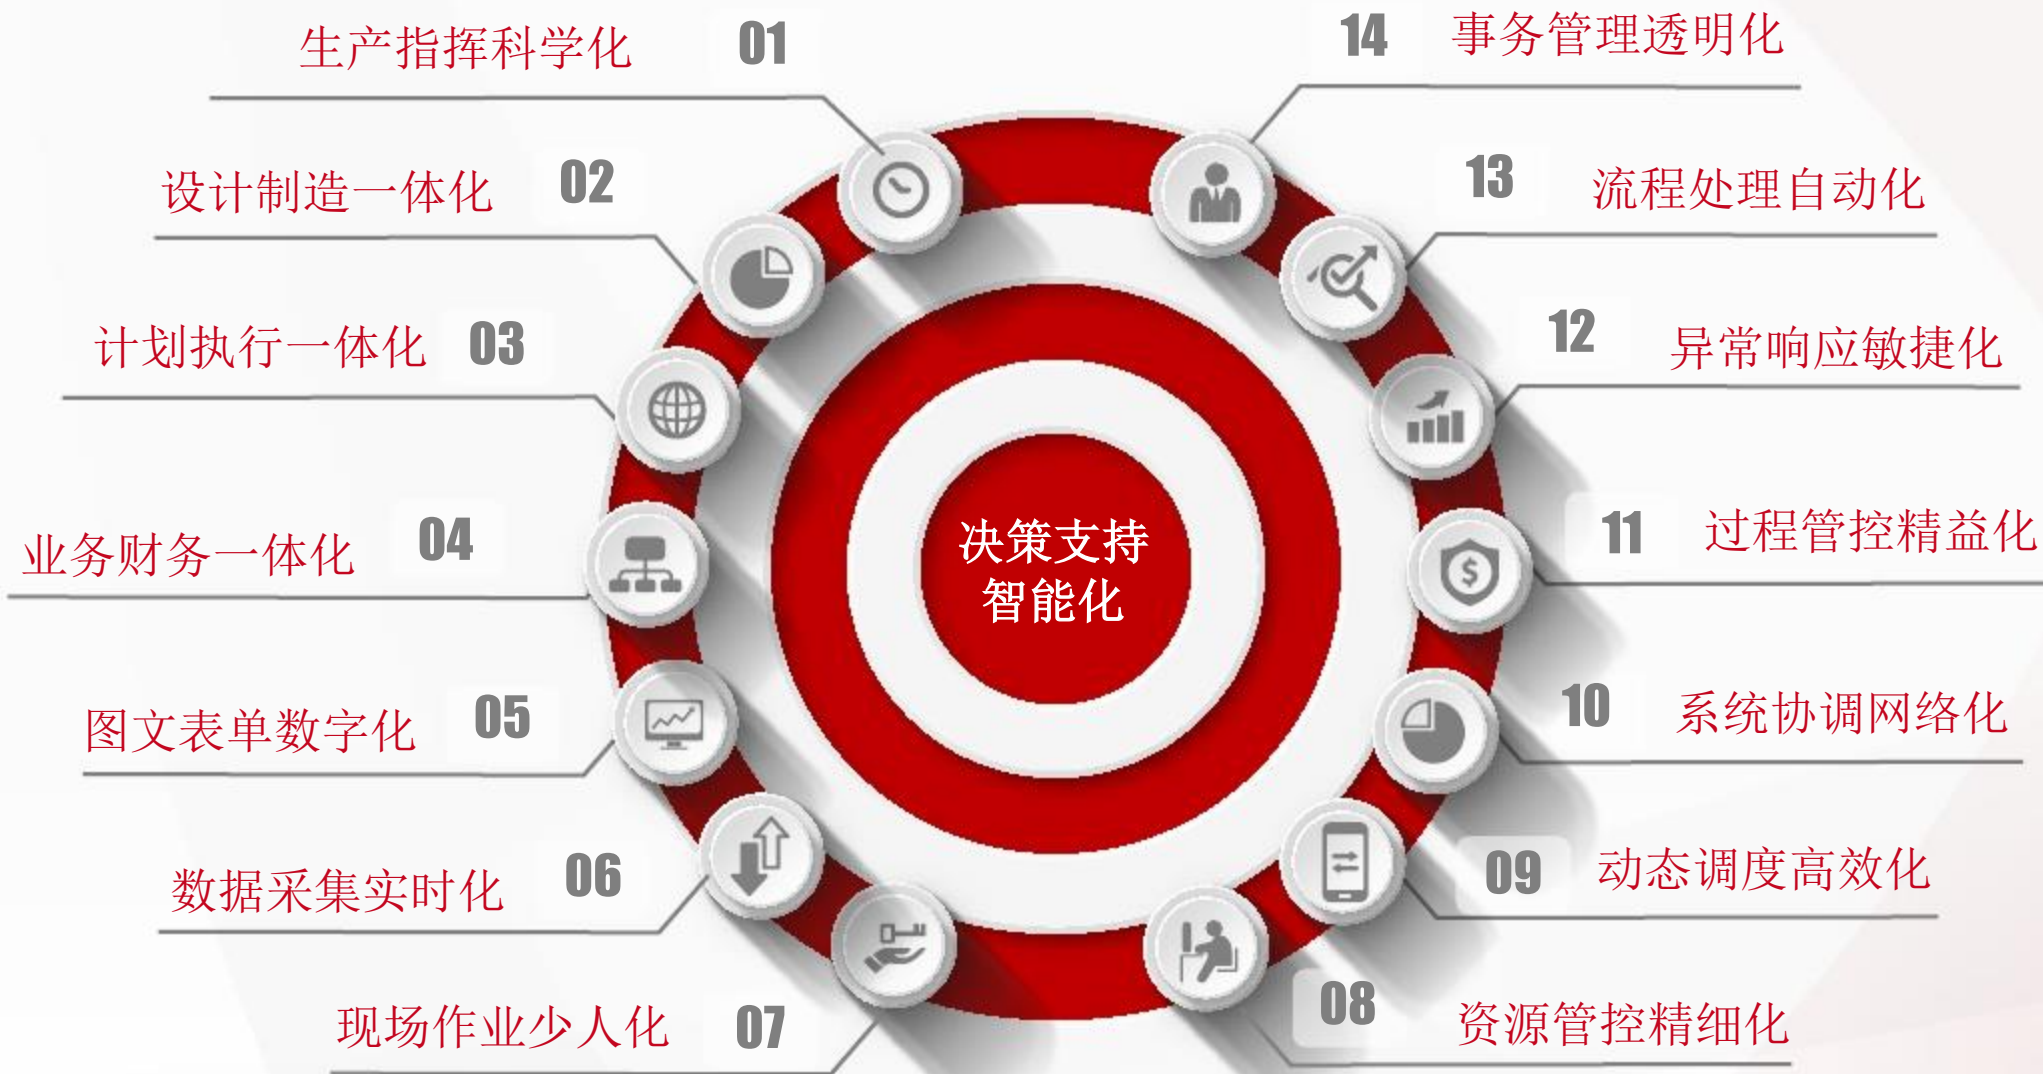 01
生产指挥科学化
02
设计制造一体化
03
计划执行一体化
04
业务财务一体化
05
图文表单数字化
06
数据采集实时化
07
现场作业少人化
08
资源管控精细化
09
动态调度高效化
10
系统协调网络化
11
过程管控精益化
12
异常响应敏捷化
13
流程处理自动化
14
事务管理透明化
决策支持
智能化